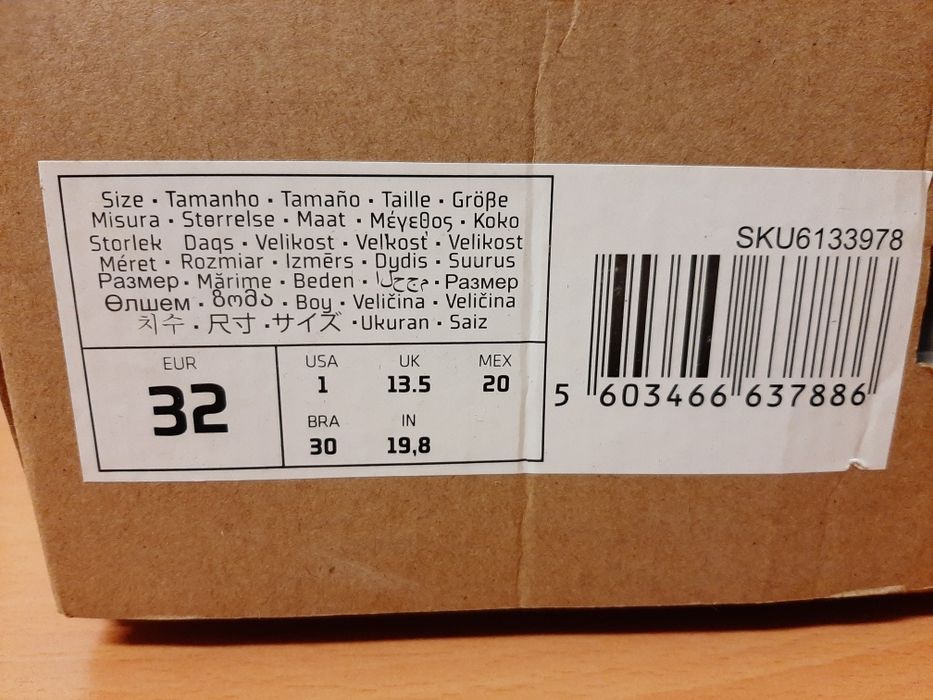 Size · Tamanho · Tamaño · Taille · Größe
Misura · Størrelse · Maat · Μέγεθος · Koko
Storlek Daqs · Velikost · Veľkosť · Velikost
Méret · Rozmiar · Izmērs · Dydis · Suurus
Размер · Mărime · Beden · الحجم · Размер
Өлшем · ზომა · Boy · Veličina · Veličina
치수 · 尺寸 · サイズ · Ukuran · Saiz
EUR
32
USA UK MEX
1 13.5 20
BRA IN
30 19,8
SKU6133978
5 603466 637886